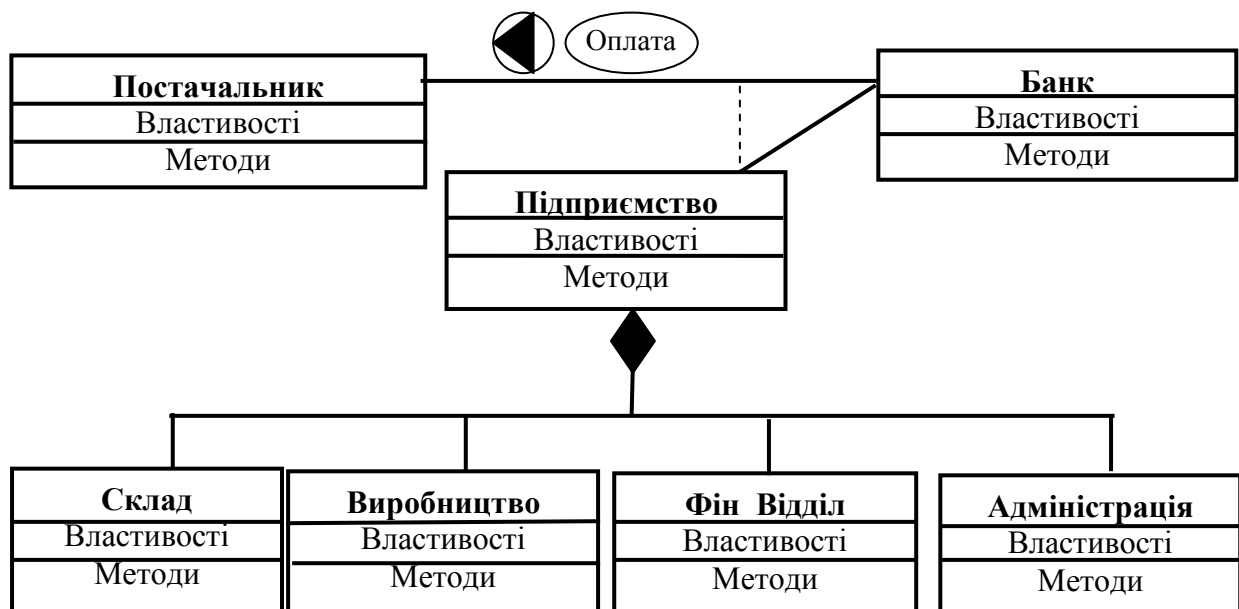 Оплата
Постачальник
Властивості
Методи
Банк
Властивості
Методи
Підприємство
Властивості
Методи
Склад
Властивості
Методи
Виробництво
Властивості
Методи
Фін Відділ
Властивості
Методи
Адміністрація
Властивості
Методи